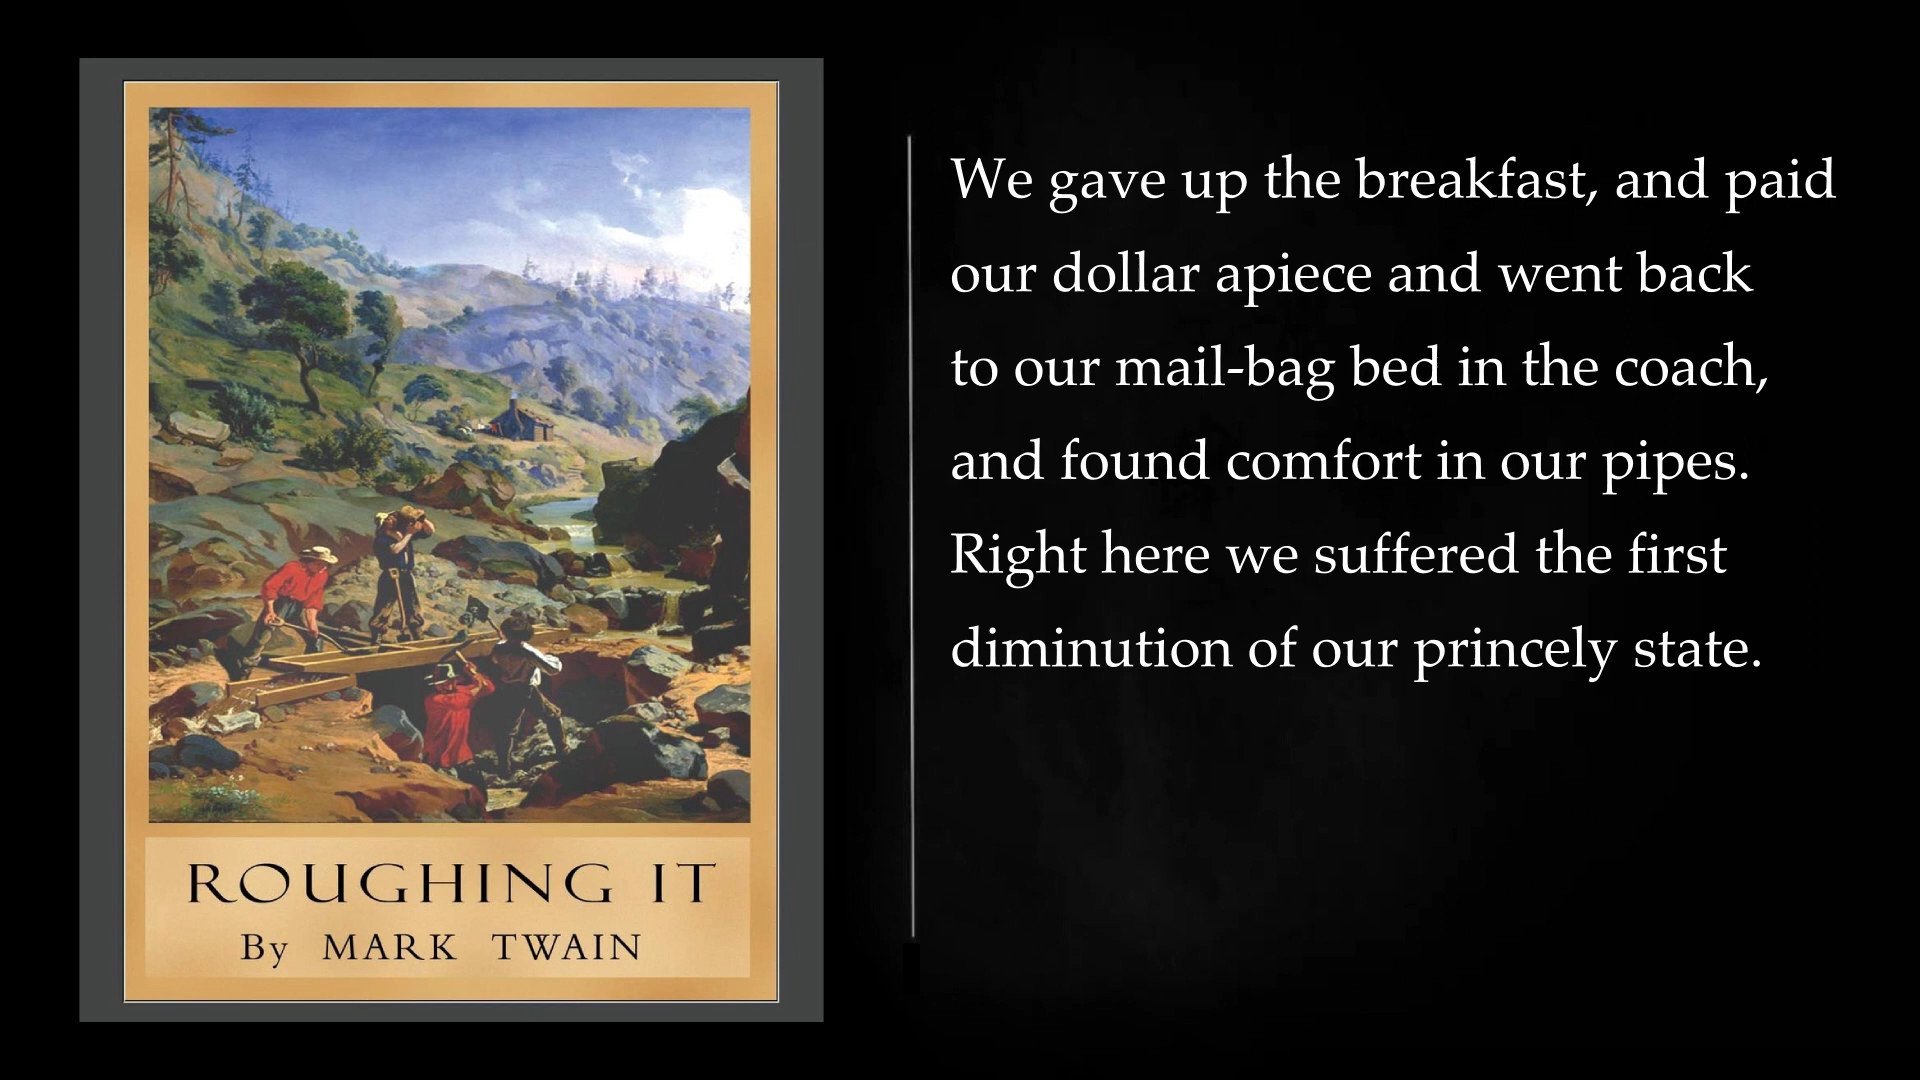 ROUGHING IT
By MARK TWAIN
We gave up the breakfast, and paid
our dollar apiece and went back
to our mail-bag bed in the coach,
and found comfort in our pipes.
Right here we suffered the first
diminution of our princely state.